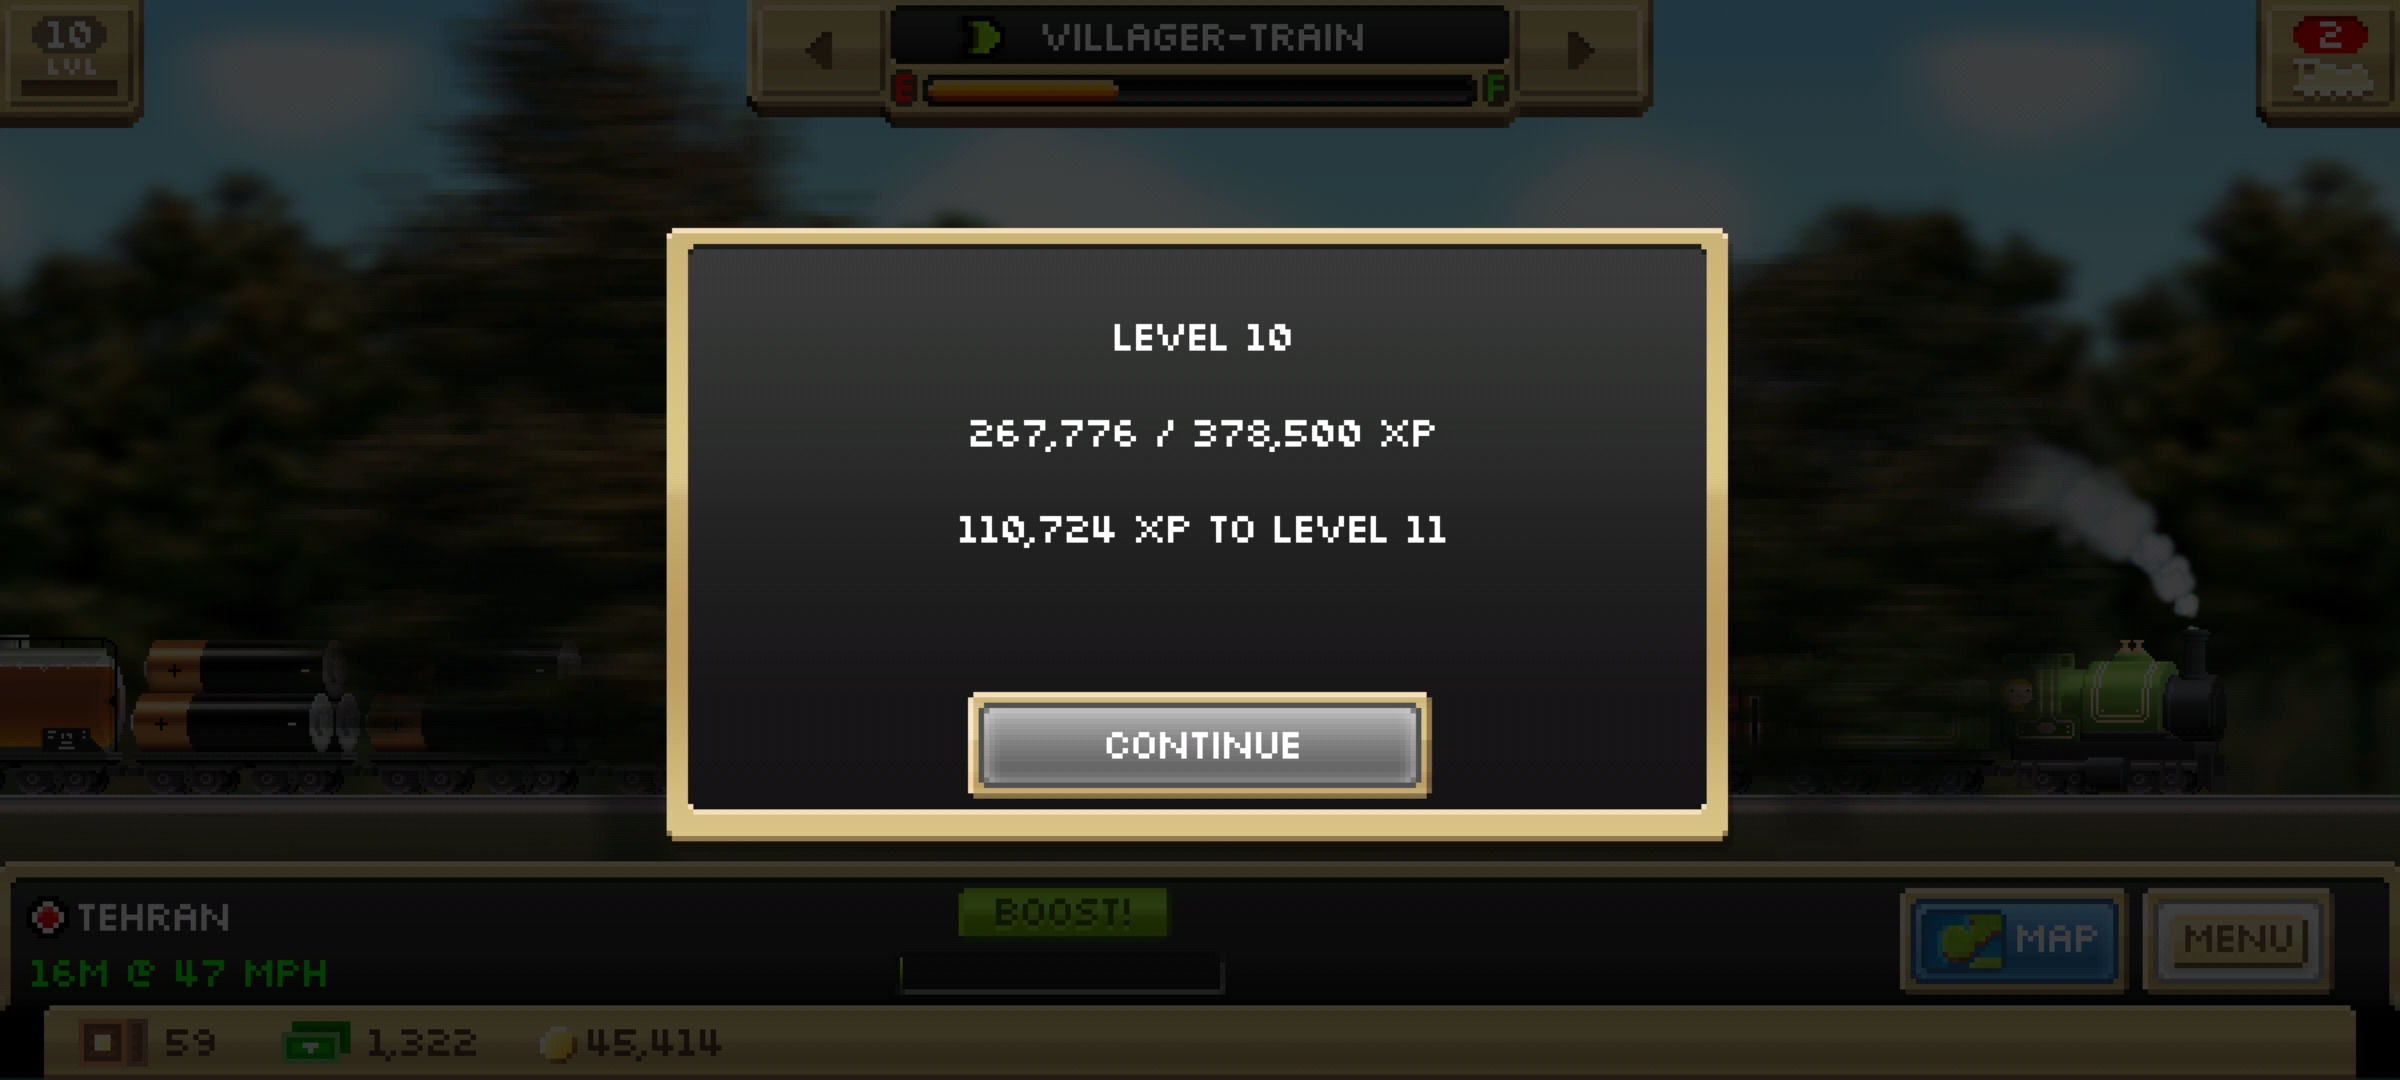 10
LVL
VILLAGER-TRAIN
E F
2
LEVEL 10
267,776 / 378,500 XP
110,724 XP TO LEVEL 11
CONTINUE
TEHRAN
16M @ 47 MPH
BOOST!
MAP
MENU
59 1,322 45,414